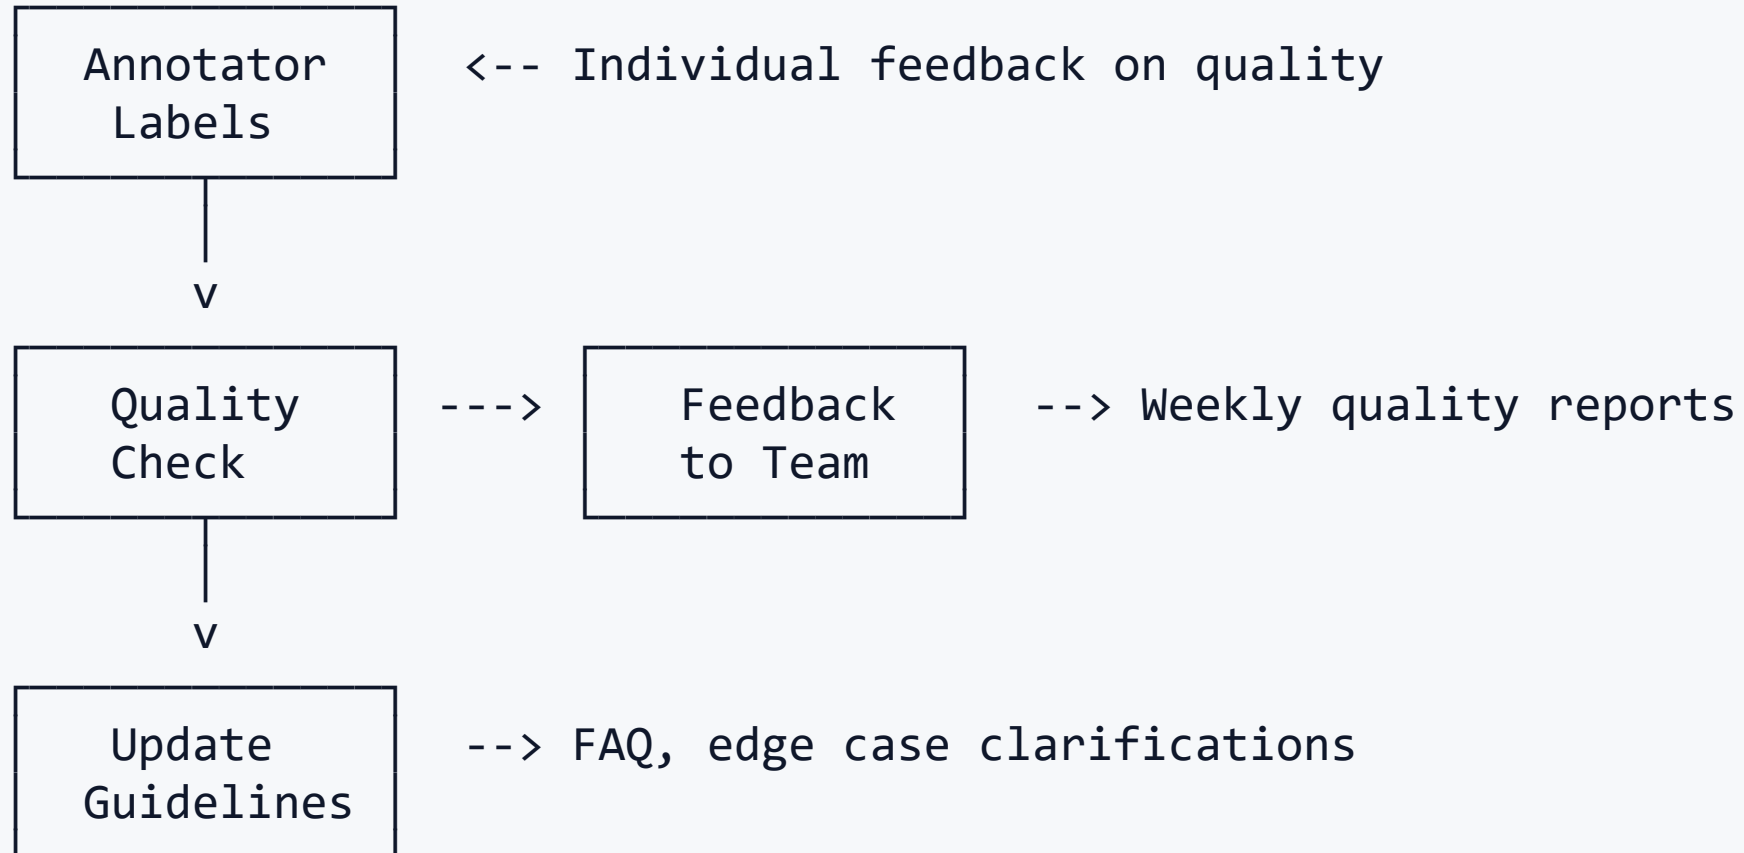 Annotator <-- Individual feedback on quality
Labels
v
Quality ---> Feedback --> Weekly quality reports
Check to Team
v
Update --> FAQ, edge case clarifications
Guidelines